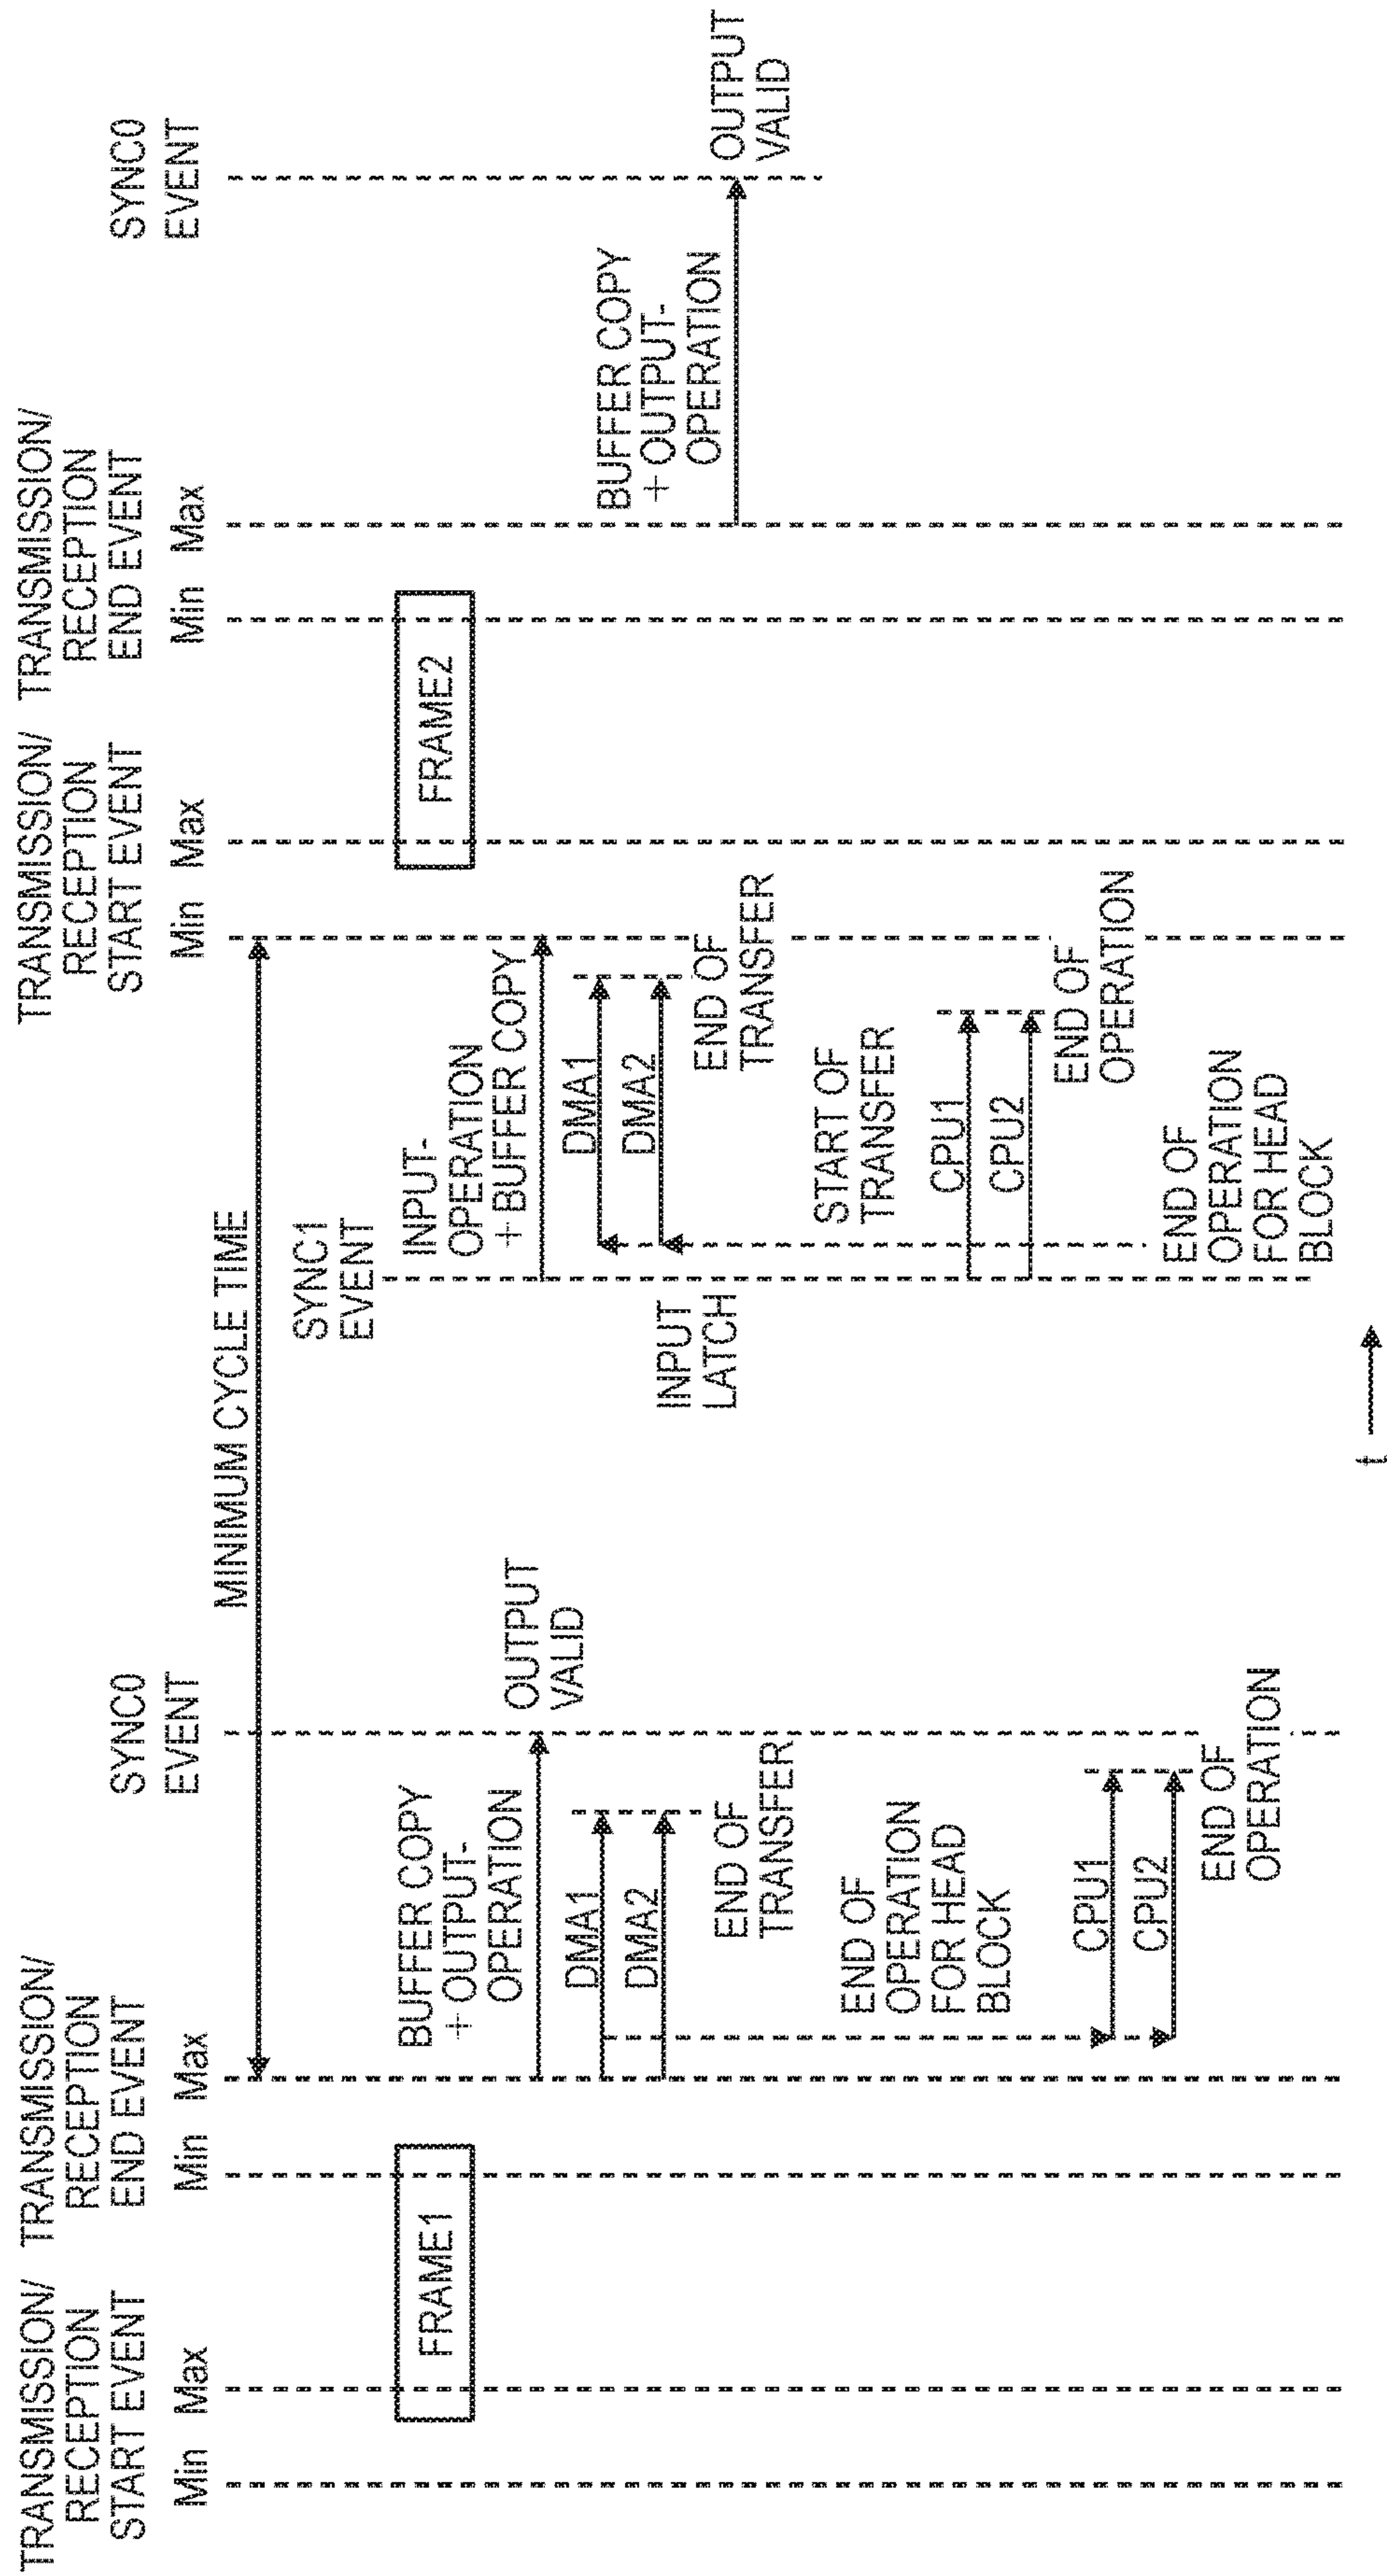 TRANSMISSION/
RECEPTION
START EVENT
Min Max
TRANSMISSION/
RECEPTION
END EVENT
Min Max
SYNC0
EVENT
TRANSMISSION/
RECEPTION
START EVENT
Min Max
TRANSMISSION/
RECEPTION
END EVENT
Min Max
SYNC0
EVENT
MINIMUM CYCLE TIME
SYNC1
EVENT
FRAME1
BUFFER COPY
+ OUTPUT-
OPERATION
OUTPUT
VALID
DMA1
DMA2
END OF
TRANSFER
END OF
OPERATION
FOR HEAD
BLOCK
CPU1
CPU2
END OF
OPERATION
INPUT-
OPERATION
+ BUFFER COPY
INPUT
LATCH
DMA1
DMA2
END OF
TRANSFER
START OF
TRANSFER
CPU1
CPU2
END OF
OPERATION
END OF
OPERATION
FOR HEAD
BLOCK
FRAME2
BUFFER COPY
+ OUTPUT-
OPERATION
OUTPUT
VALID
t